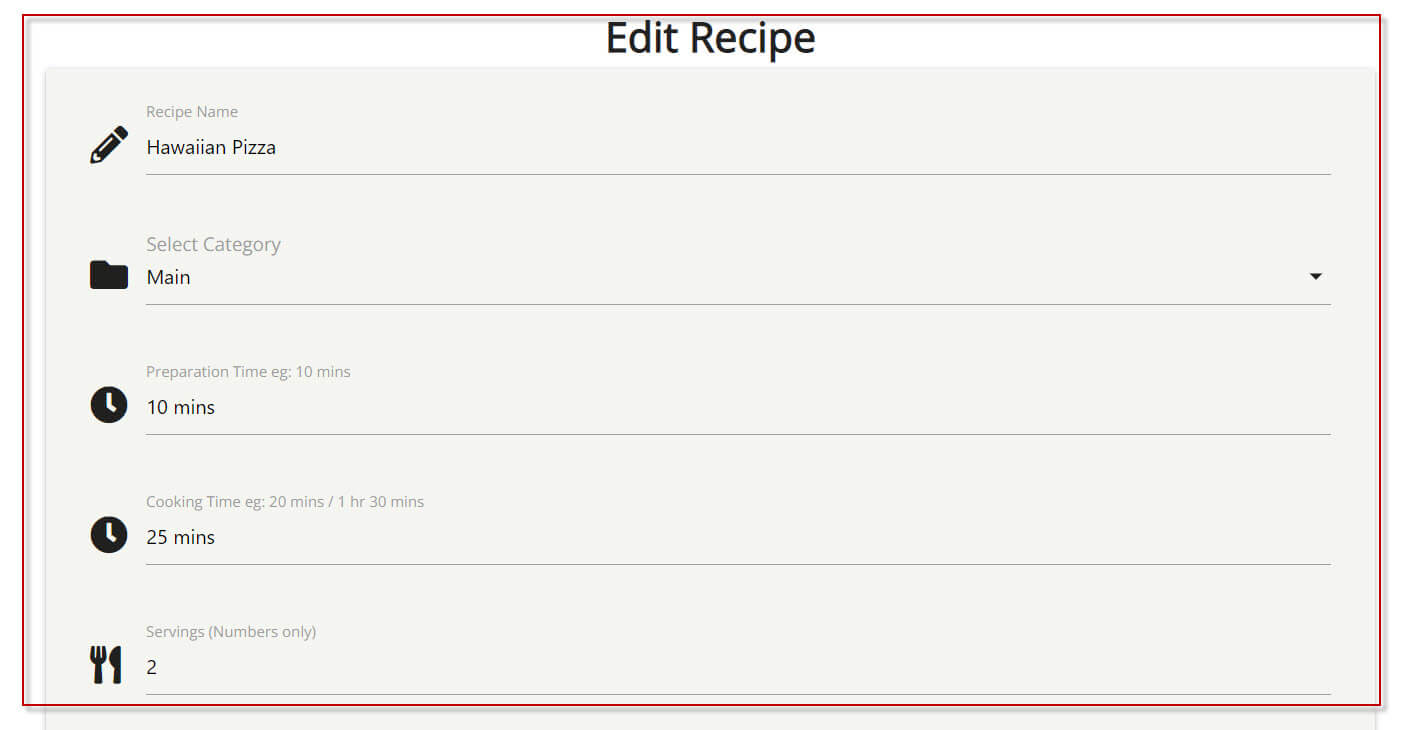 Edit Recipe
Recipe Name
Hawaiian Pizza
Select Category
Main
Preparation Time eg: 10 mins
10 mins
Cooking Time eg: 20 mins / 1 hr 30 mins
25 mins
Servings (Numbers only)
2